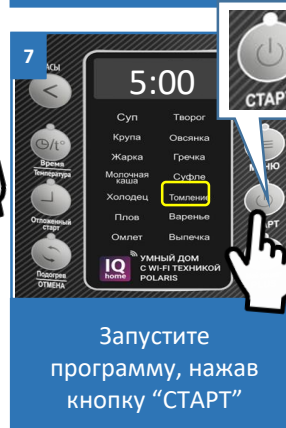 7
ЧАСЫ
5:00
СТАРТ
Суп Творог
Крупа Овсянка
Жарка Гречка
Молочная каша Суфле
Холодец Томление
Плов Варенье
Омлет Выпечка
Время
Температура
МЕНЮ
Отложенный
старт
Подогрев
ОТМЕНА
IQ
home
УМНЫЙ ДОМ
С WI-FI ТЕХНИКОЙ
POLARIS
Запустите
программу, нажав
кнопку “СТАРТ”